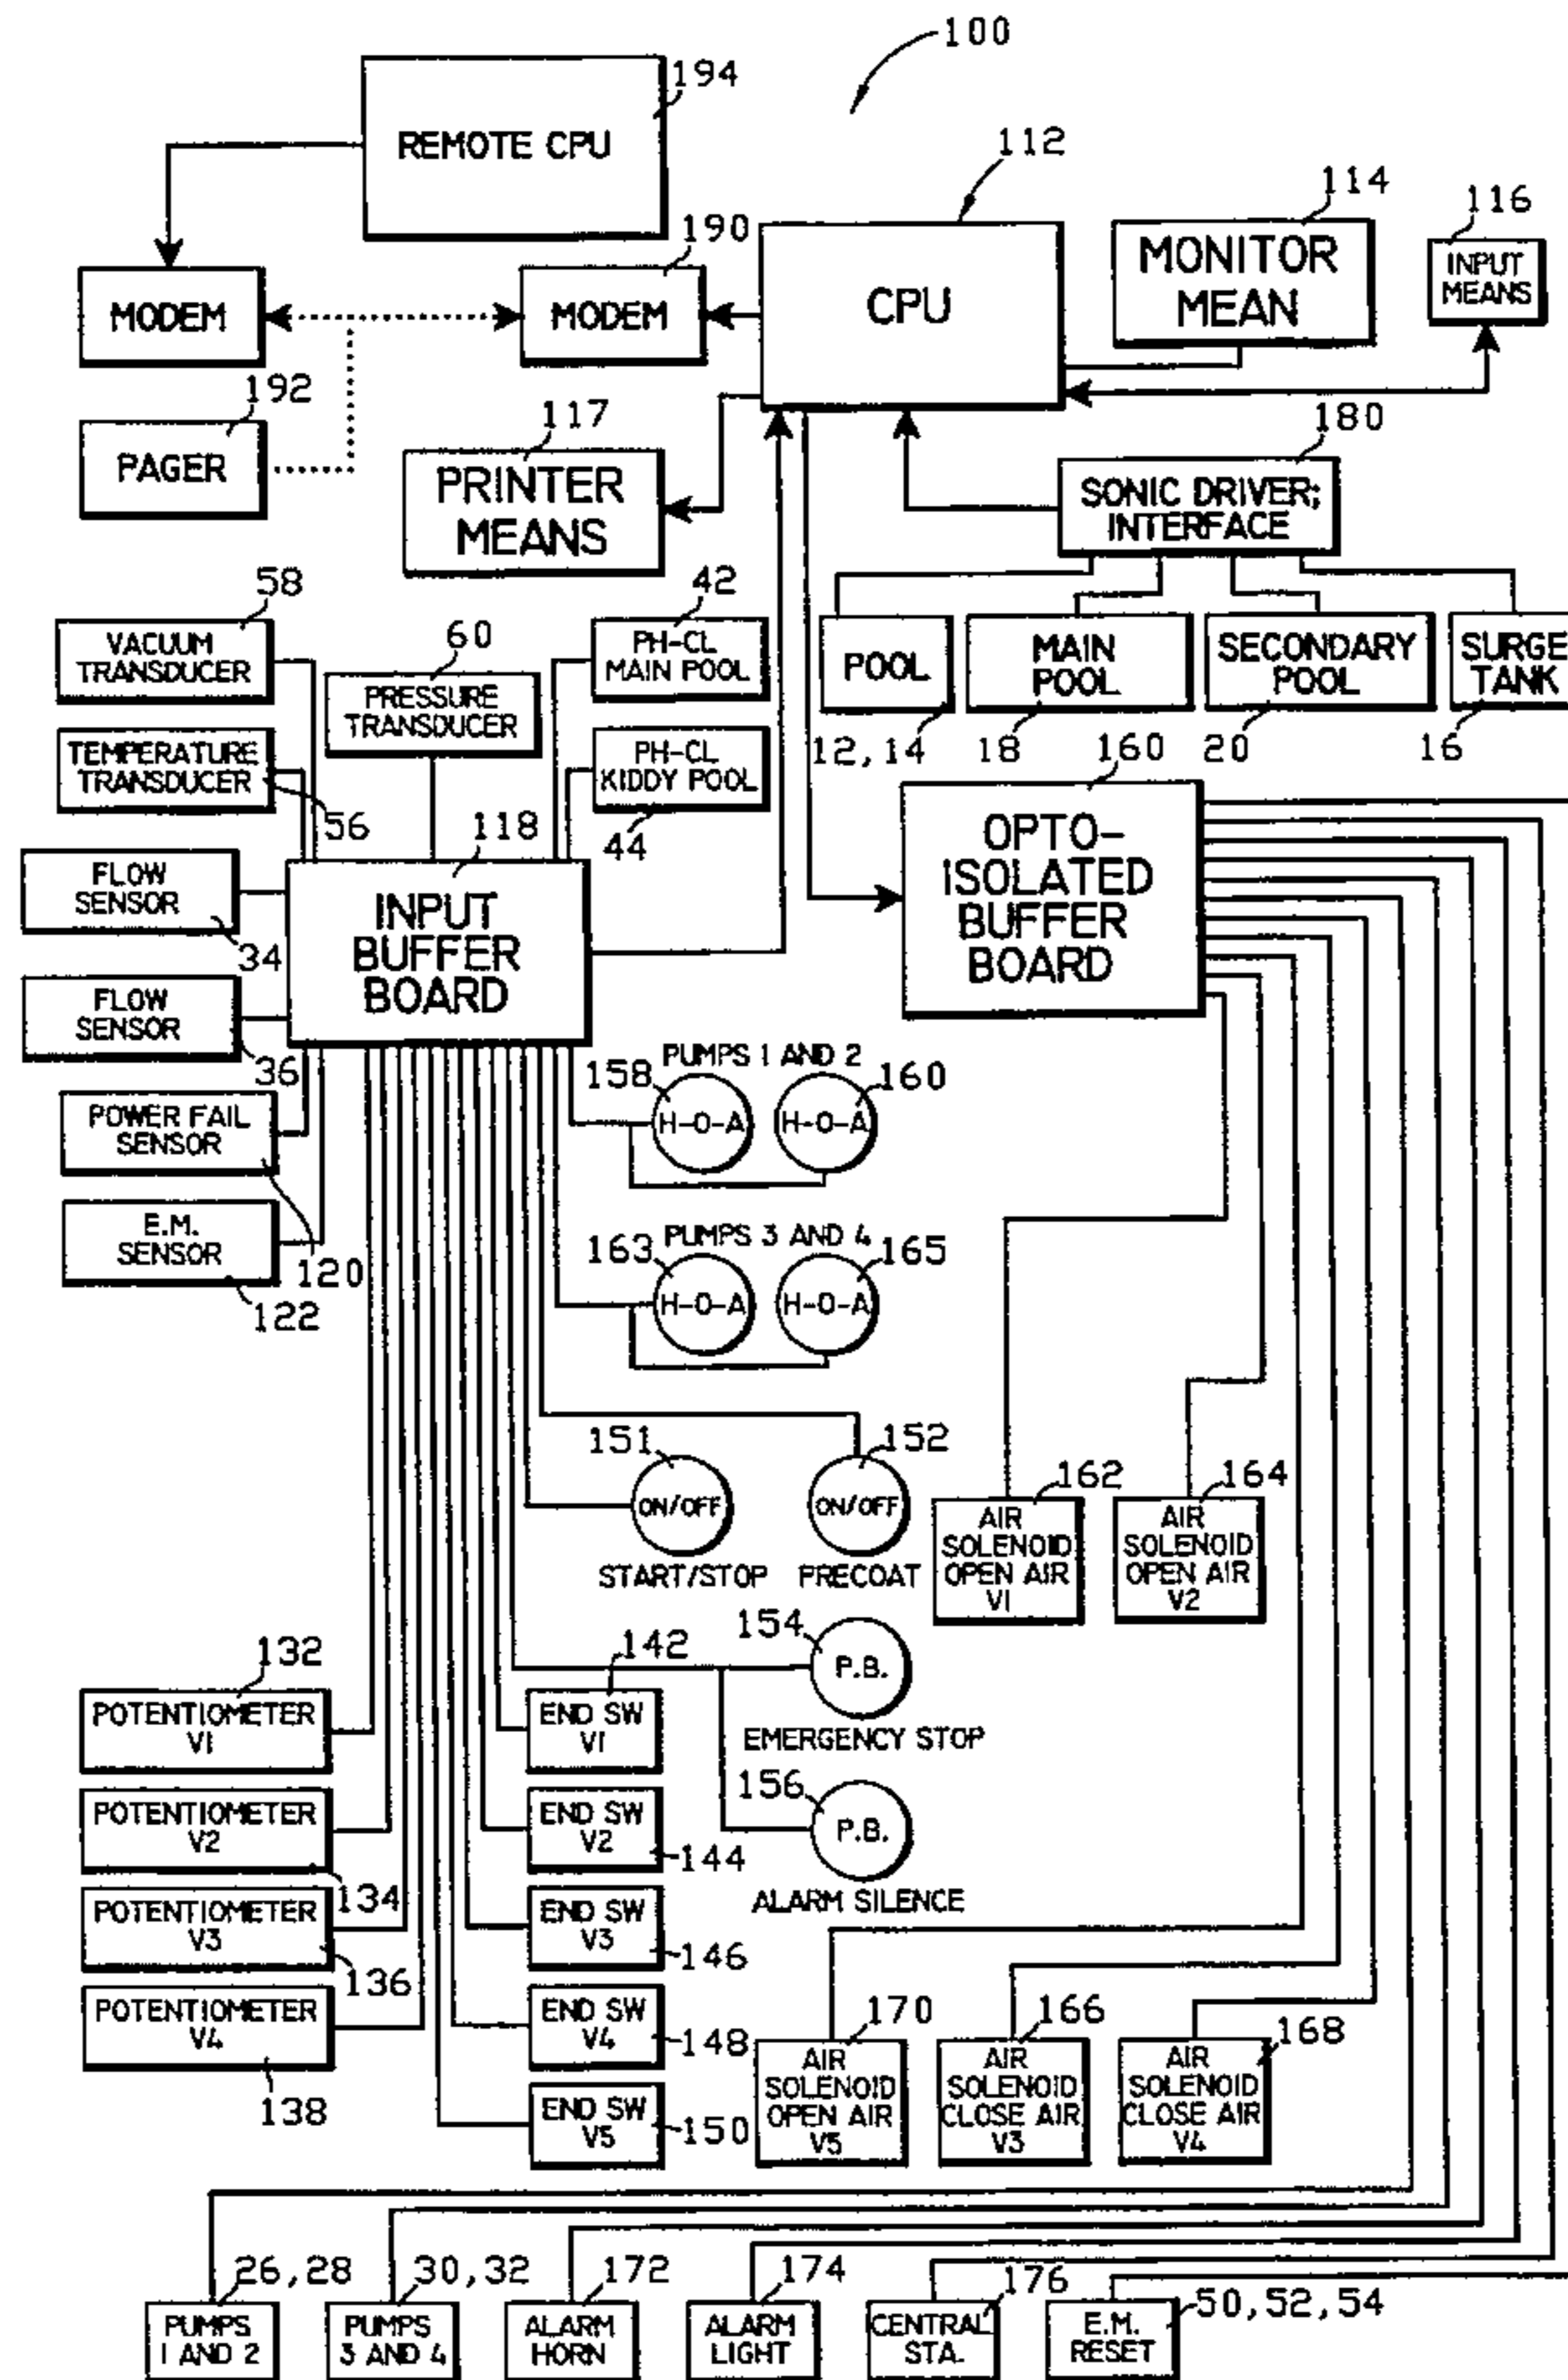 100
194
REMOTE CPU
112
114
116
190
MONITOR
MEAN
INPUT
MEANS
MODEM
MODEM
CPU
192
117
180
PAGER
PRINTER
MEANS
SONIC DRIVER;
INTERFACE
58
42
VACUUM
TRANSDUCER
60
PH-CL
MAIN POOL
POOL
MAIN
POOL
SECONDARY
POOL
SURGE
TANK
PRESSURE
TRANSDUCER
12,14
18
20
16
TEMPERATURE
TRANSDUCER
PH-CL
KIDDY POOL
160
56
118
44
OPTO-
ISOLATED
BUFFER
BOARD
FLOW
SENSOR
34
INPUT
BUFFER
BOARD
FLOW
SENSOR
36
PUMPS 1 AND 2
158
160
H-O-A
H-O-A
POWER FAIL
SENSOR
120
E.M.
SENSOR
122
PUMPS 3 AND 4
163
165
H-O-A
H-O-A
151
152
ON/OFF
ON/OFF
START/STOP
PRECOAT
162
164
AIR
SOLENOID
OPEN AIR
V1
AIR
SOLENOID
OPEN AIR
V2
154
P.B.
EMERGENCY STOP
132
142
POTENTIOMETER
V1
END SW
V1
156
P.B.
ALARM SILENCE
POTENTIOMETER
V2
134
END SW
V2
144
POTENTIOMETER
V3
136
END SW
V3
146
POTENTIOMETER
V4
138
END SW
V4
148
END SW
V5
150
170
166
168
AIR
SOLENOID
OPEN AIR
V5
AIR
SOLENOID
CLOSE AIR
V3
AIR
SOLENOID
CLOSE AIR
V4
26,28
30,32
172
174
176
50,52,54
PUMPS
1 AND 2
PUMPS
3 AND 4
ALARM
HORN
ALARM
LIGHT
CENTRAL
STA.
E.M.
RESET